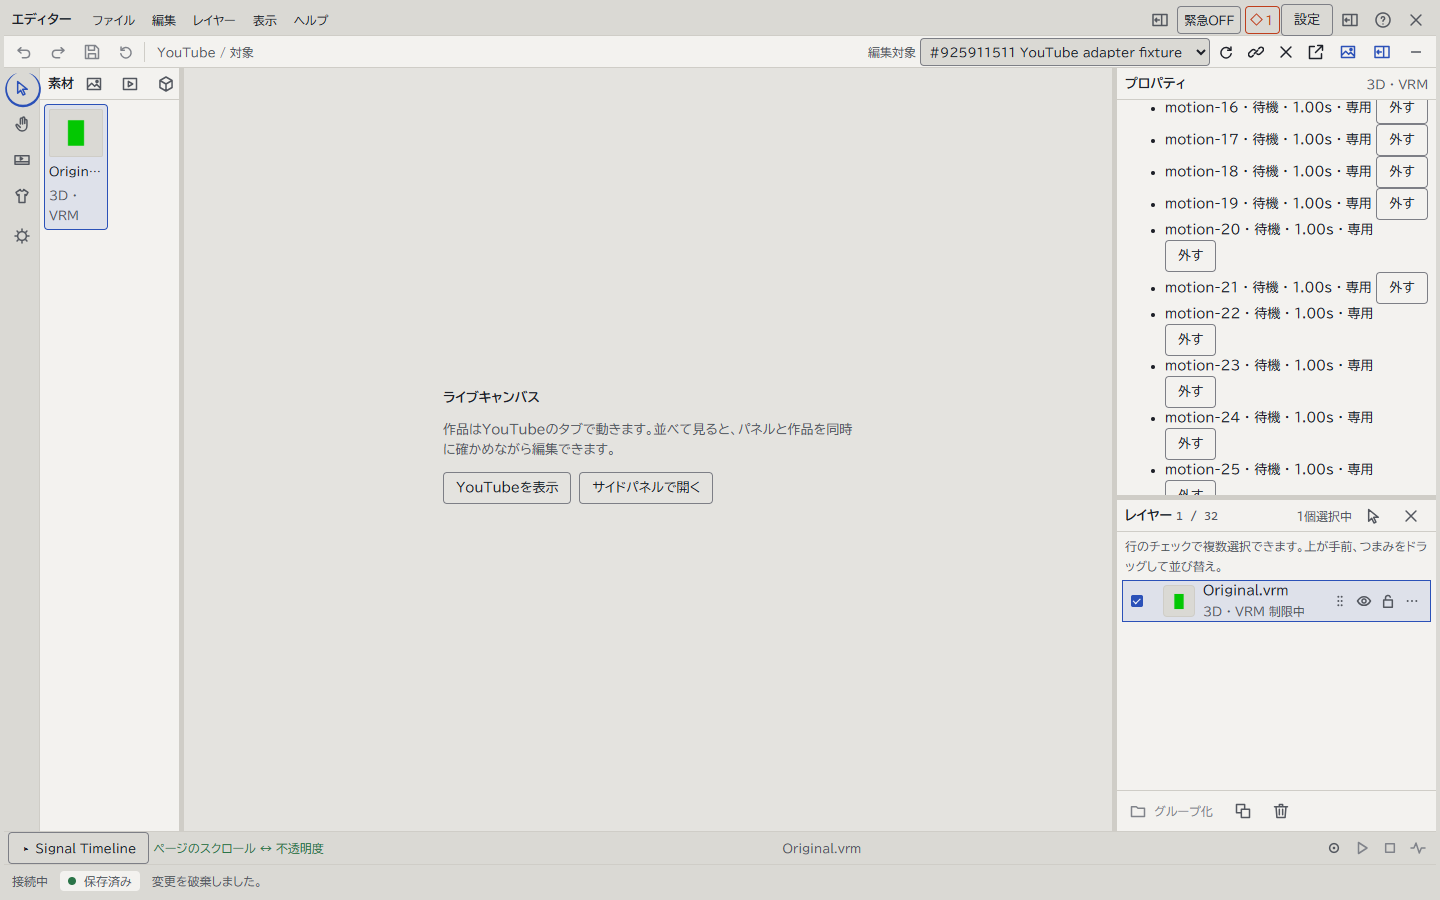 エディター ファイル 編集 レイヤー 表示 ヘルプ 緊急OFF 1 設定
YouTube / 対象 編集対象 #925911511 YouTube adapter fixture
素材
Origin…
3D・
VRM
ライブキャンバス
作品はYouTubeのタブで動きます。並べて見ると、パネルと作品を同時
に確かめながら編集できます。
YouTubeを表示 サイドパネルで開く
プロパティ 3D・VRM
motion-16・待機・1.00s・専用 外す
motion-17・待機・1.00s・専用 外す
motion-18・待機・1.00s・専用 外す
motion-19・待機・1.00s・専用 外す
motion-20・待機・1.00s・専用
外す
motion-21・待機・1.00s・専用 外す
motion-22・待機・1.00s・専用
外す
motion-23・待機・1.00s・専用
外す
motion-24・待機・1.00s・専用
外す
motion-25・待機・1.00s・専用
外す
レイヤー 1 / 32 1個選択中
行のチェックで複数選択できます。上が手前、つまみをドラ
ッグして並び替え。
Original.vrm
3D・VRM 制限中
グループ化
▸ Signal Timeline ページのスクロール ↔ 不透明度 Original.vrm
接続中 保存済み 変更を破棄しました。